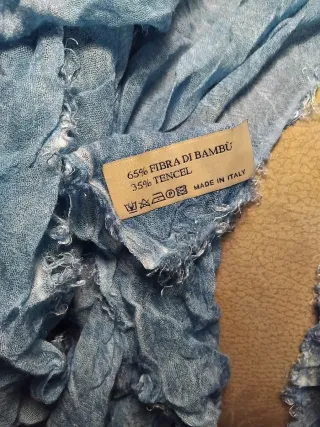 65% FIBRA DI BAMBÙ
35% TENCEL
MADE IN ITALY